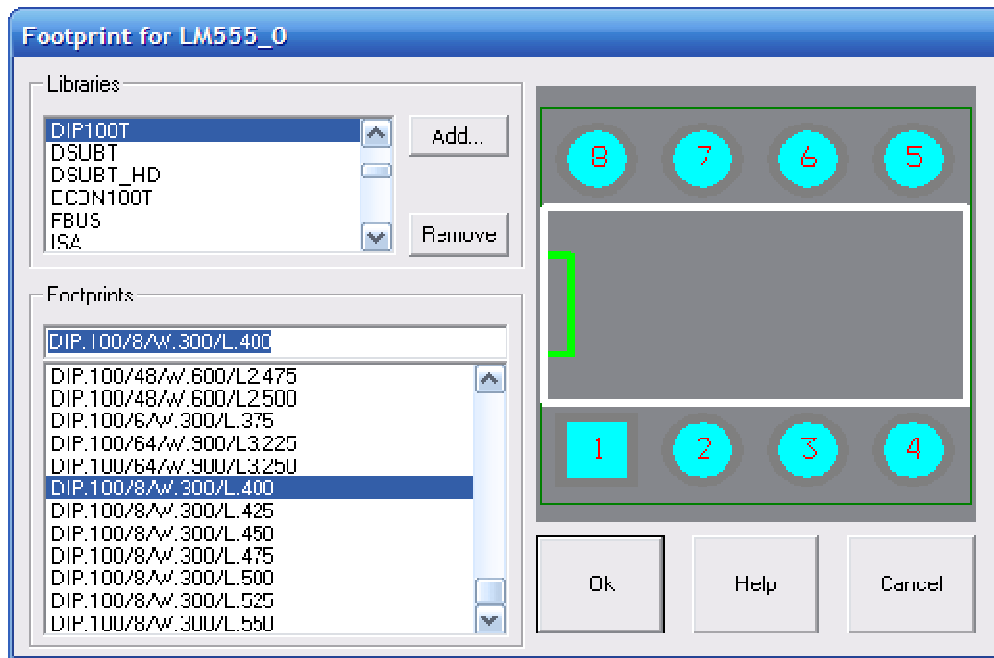 Footprint for LM555_0
Libraries
DIP100T
DSUBT
DSUBT_HD
ECON100T
FBUS
ISA
Add...
Remove
Footprints
DIP.100/8/W.300/L.400
DIP.100/48/W.600/L2.475
DIP.100/48/W.600/L2.500
DIP.100/6/W.300/L.375
DIP.100/64/W.900/L3.225
DIP.100/64/W.900/L3.250
DIP.100/8/W.300/L.400
DIP.100/8/W.300/L.425
DIP.100/8/W.300/L.450
DIP.100/8/W.300/L.475
DIP.100/8/W.300/L.500
DIP.100/8/W.300/L.525
DIP.100/8/W.300/L.550
8 7 6 5
1 2 3 4
Ok
Help
Cancel